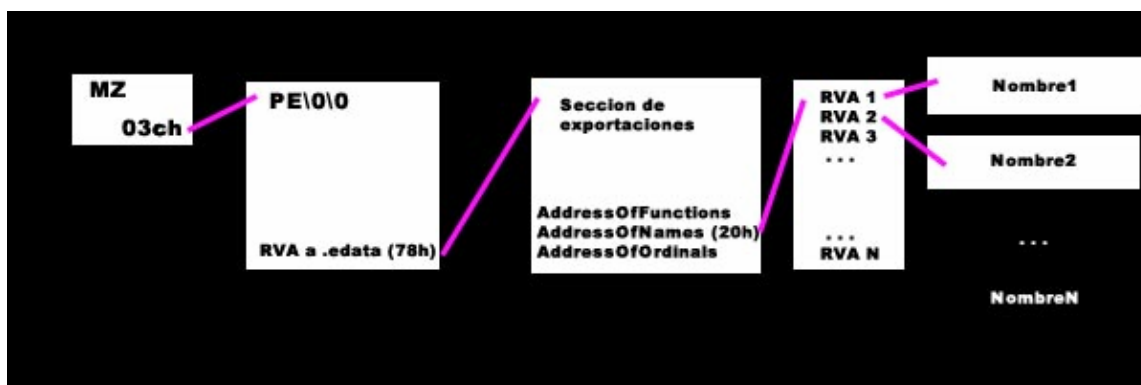 MZ
03ch
PE\0\0
RVA a .edata (78h)
Seccion de
exportaciones
AddressOfFunctions
AddressOfNames (20h)
AddressOfOrdinals
RVA 1
RVA 2
RVA 3
...
...
RVA N
Nombre1
Nombre2
...
NombreN